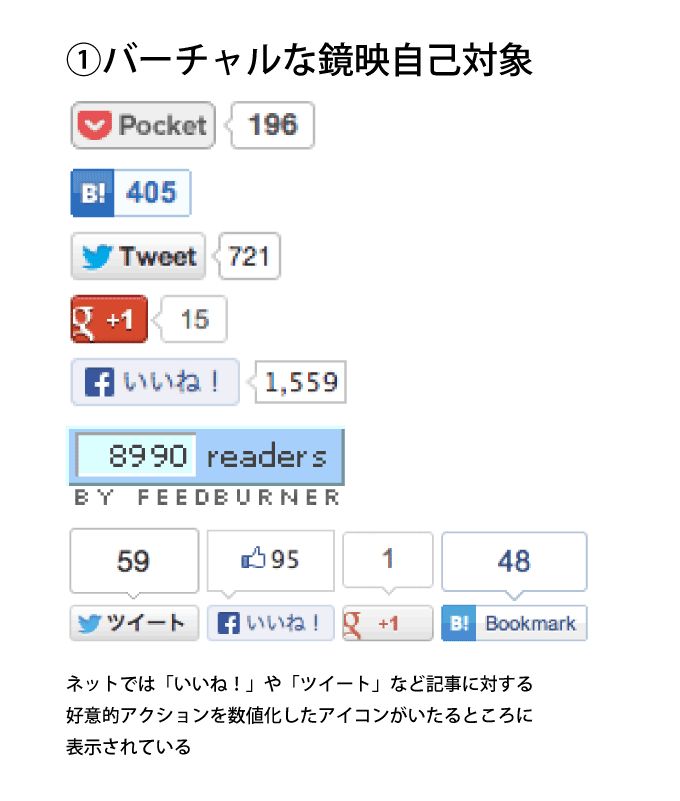 ①バーチャルな鏡映自己対象
Pocket 196
B! 405
Tweet 721
g +1 15
f いいね！ 1,559
8990 readers
BY FEEDBURNER
59 95 1 48
ツイート f いいね！ g +1 B! Bookmark
ネットでは「いいね！」や「ツイート」など記事に対する
好意的アクションを数値化したアイコンがいたるところに
表示されている